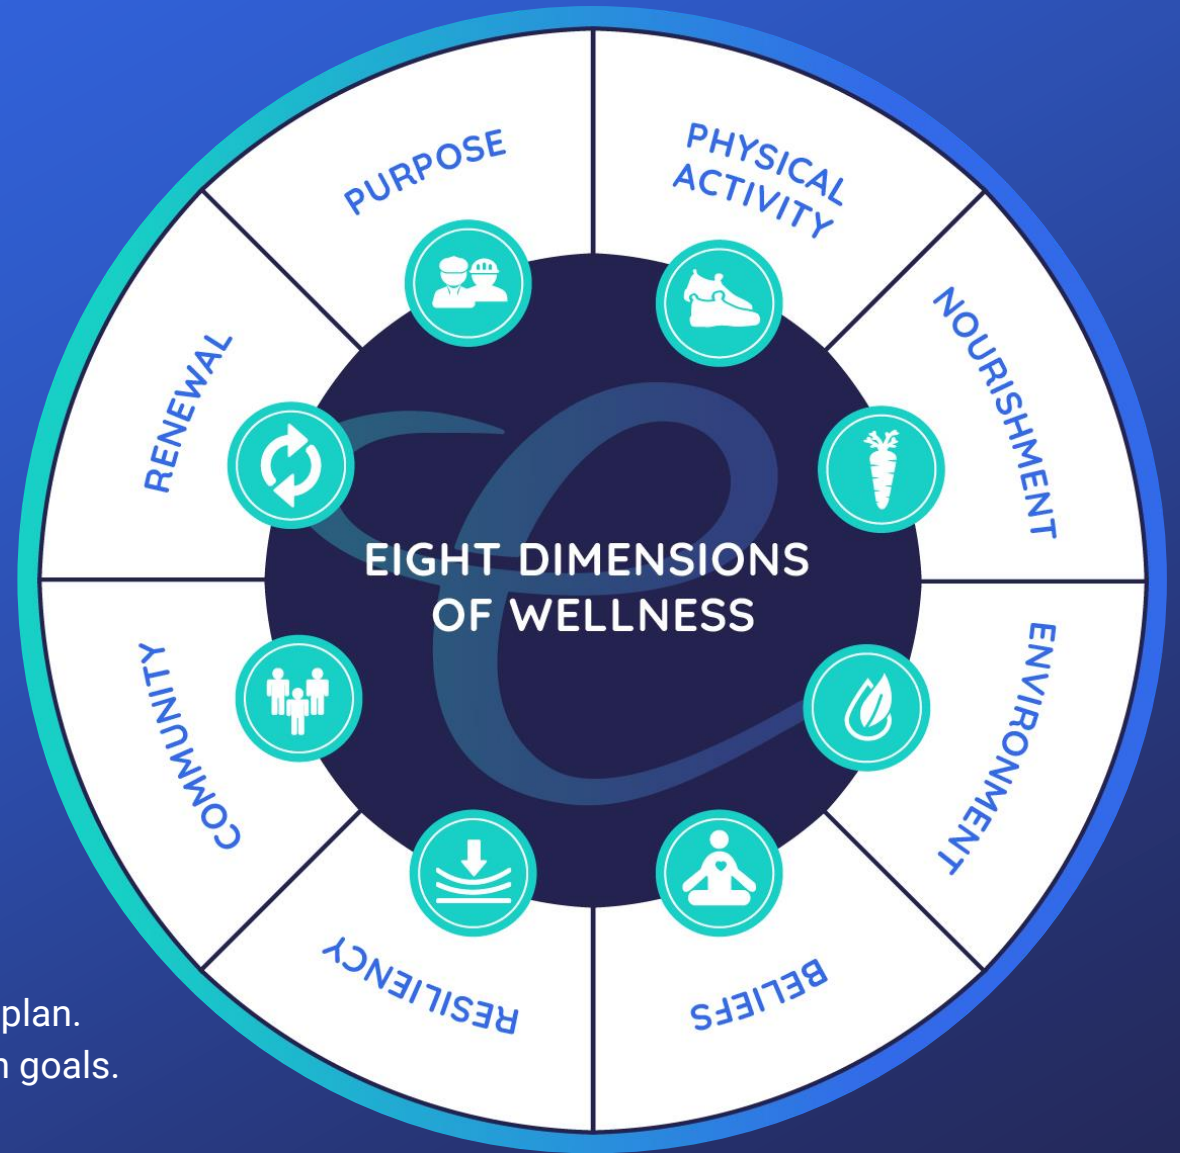 PURPOSE
PHYSICAL
ACTIVITY
NOURISHMENT
ENVIRONMENT
BELIEFS
RESILIENCY
COMMUNITY
RENEWAL
EIGHT DIMENSIONS
OF WELLNESS
plan.
goals.